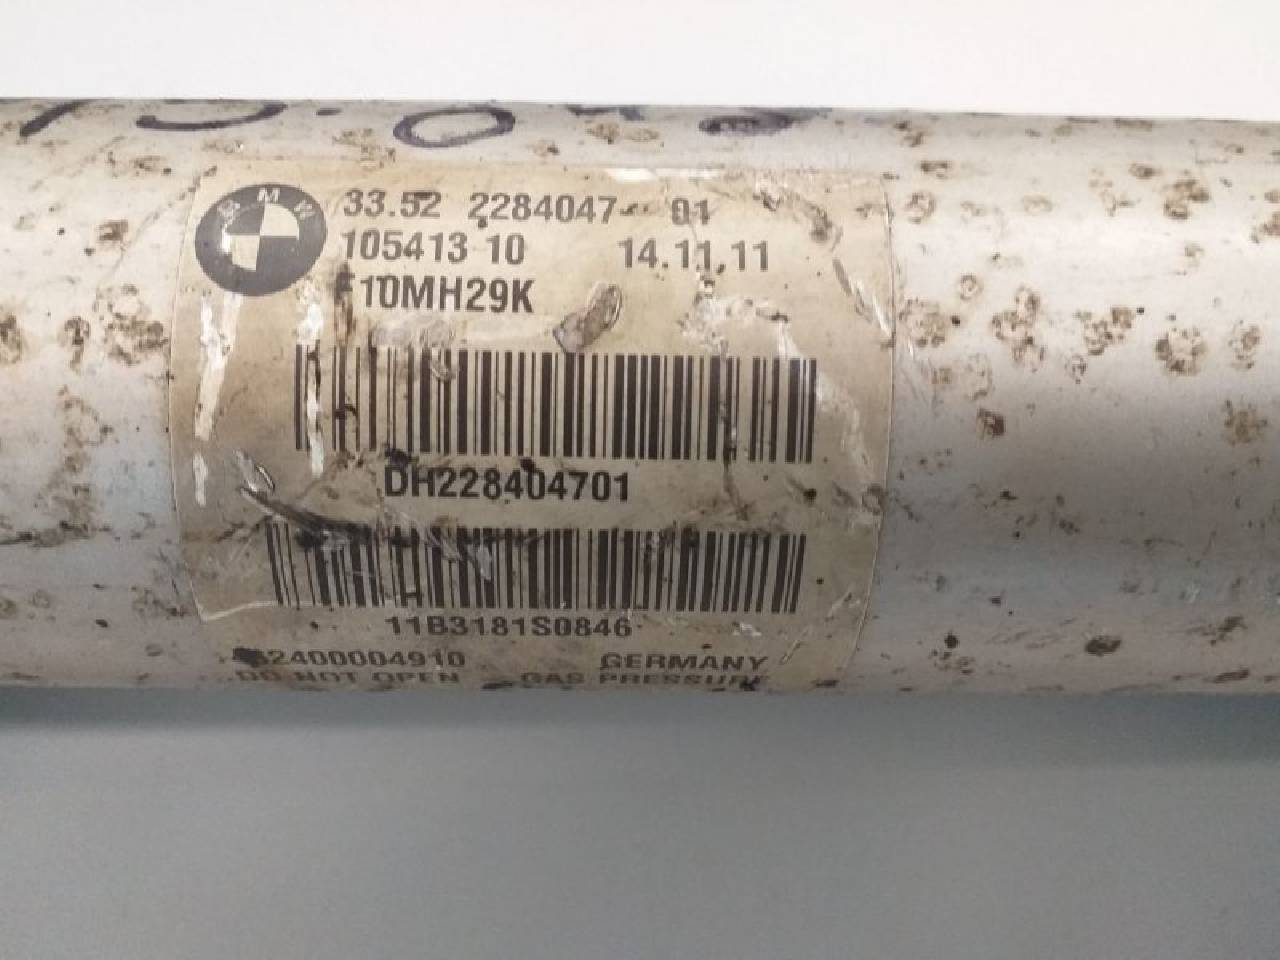 BMW
33.52 2284047- 01
105413 10 14.11.11
F10MH29K
DH228404701
11B3181S0846
GERMANY
DO NOT OPEN GAS PRESSURE